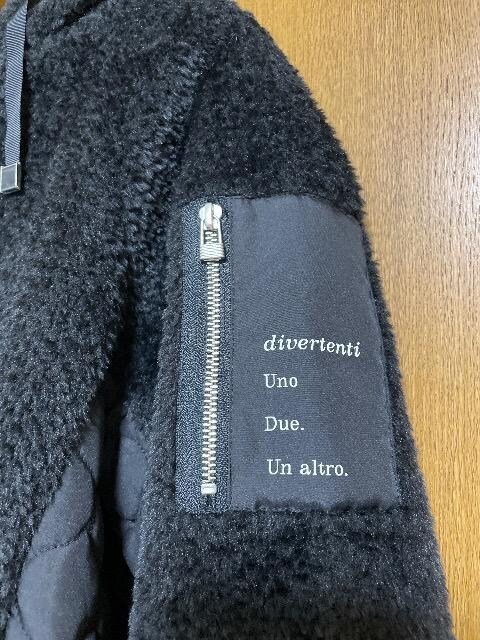 divertenti
Uno
Due.
Un altro.